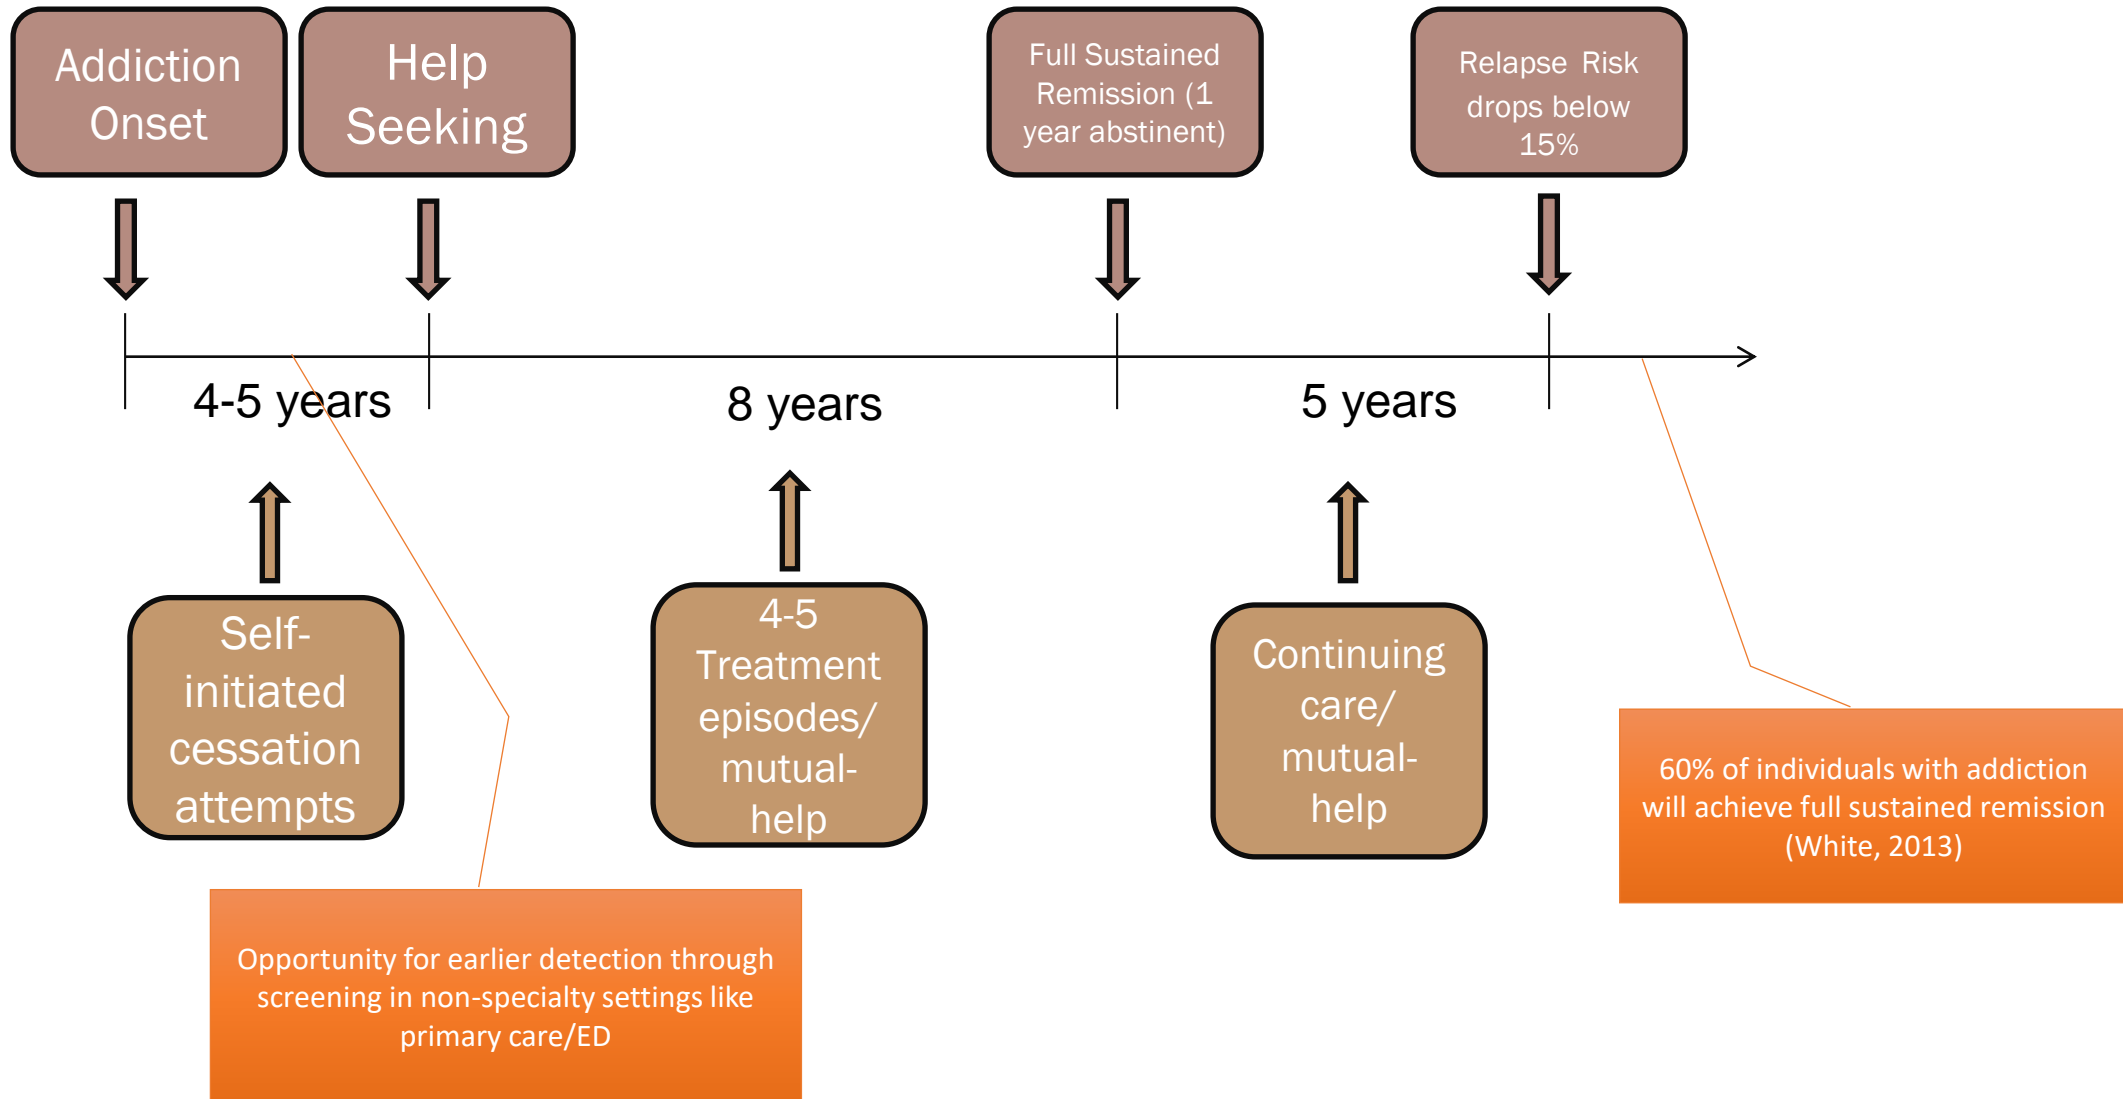 Addiction
Onset
Help
Seeking
Full Sustained
Remission (1
year abstinent)
Relapse Risk
drops below
15%
4-5 years
8 years
5 years
Self-
initiated
cessation
attempts
4-5
Treatment
episodes/
mutual-
help
Continuing
care/
mutual-
help
60% of individuals with addiction
will achieve full sustained remission
(White, 2013)
Opportunity for earlier detection through
screening in non-specialty settings like
primary care/ED